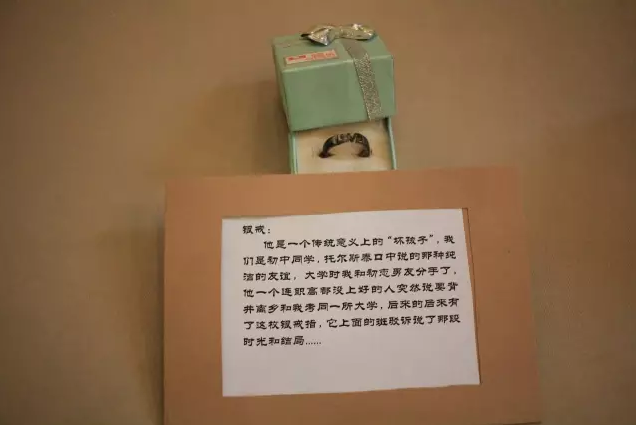 银戒：
他是一个传统意义上的“坏孩子”，我
们是初中同学，托尔斯泰口中说的那种纯
洁的友谊，大学时我和初恋男友分手了，
他一个连职高都没上好的人突然说要背
井离乡和我考同一所大学，后来的后来有
了这枚银戒指，它上面的斑驳诉说了那段
时光和结局……